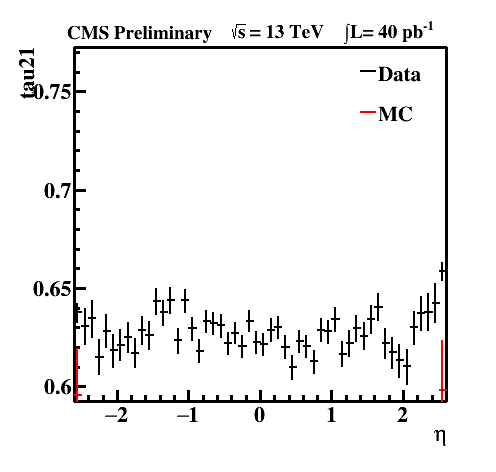 CMS Preliminary √s = 13 TeV ∫L= 40 pb⁻¹
tau21
Data
MC
0.75
0.7
0.65
0.6
−2 −1 0 1 2
η